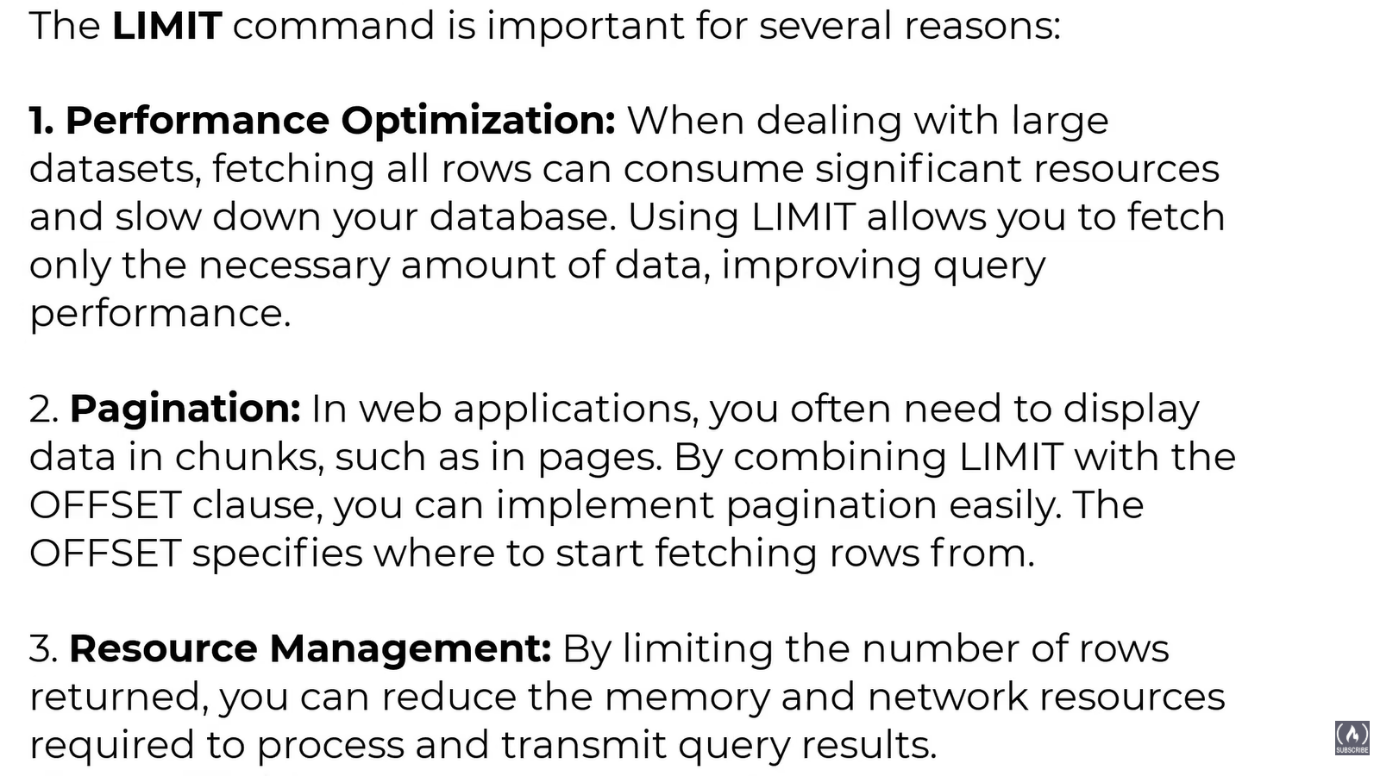 The LIMIT command is important for several reasons:
1. Performance Optimization: When dealing with large
datasets, fetching all rows can consume significant resources
and slow down your database. Using LIMIT allows you to fetch
only the necessary amount of data, improving query
performance.
2. Pagination: In web applications, you often need to display
data in chunks, such as in pages. By combining LIMIT with the
OFFSET clause, you can implement pagination easily. The
OFFSET specifies where to start fetching rows from.
3. Resource Management: By limiting the number of rows
returned, you can reduce the memory and network resources
required to process and transmit query results.
SUBSCRIBE